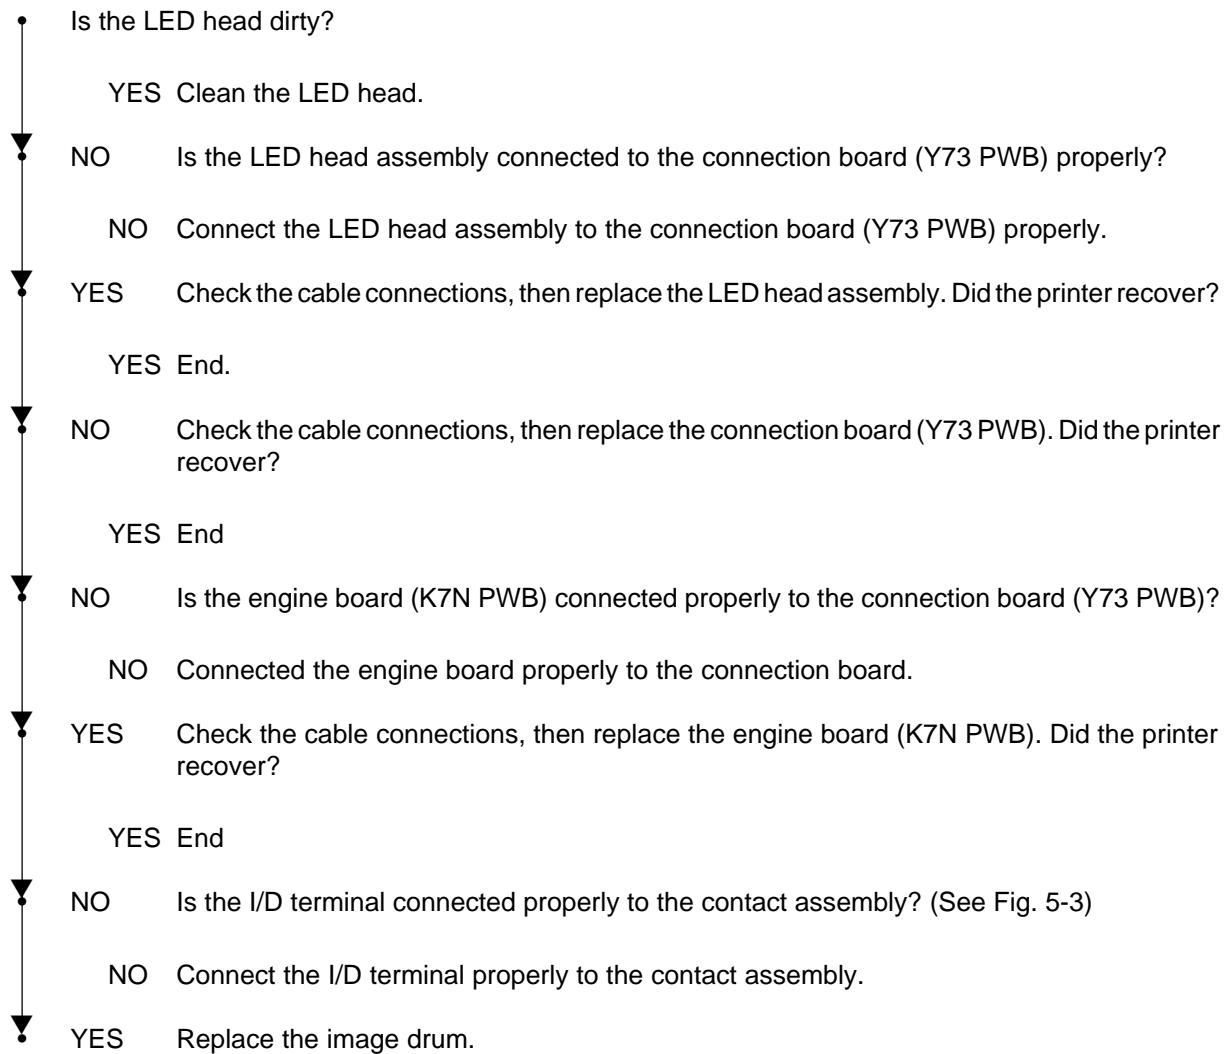 Is the LED head dirty?
YES Clean the LED head.
NO Is the LED head assembly connected to the connection board (Y73 PWB) properly?
NO Connect the LED head assembly to the connection board (Y73 PWB) properly.
YES Check the cable connections, then replace the LED head assembly. Did the printer recover?
YES End.
NO Check the cable connections, then replace the connection board (Y73 PWB). Did the printer
recover?
YES End
NO Is the engine board (K7N PWB) connected properly to the connection board (Y73 PWB)?
NO Connected the engine board properly to the connection board.
YES Check the cable connections, then replace the engine board (K7N PWB). Did the printer
recover?
YES End
NO Is the I/D terminal connected properly to the contact assembly? (See Fig. 5-3)
NO Connect the I/D terminal properly to the contact assembly.
YES Replace the image drum.